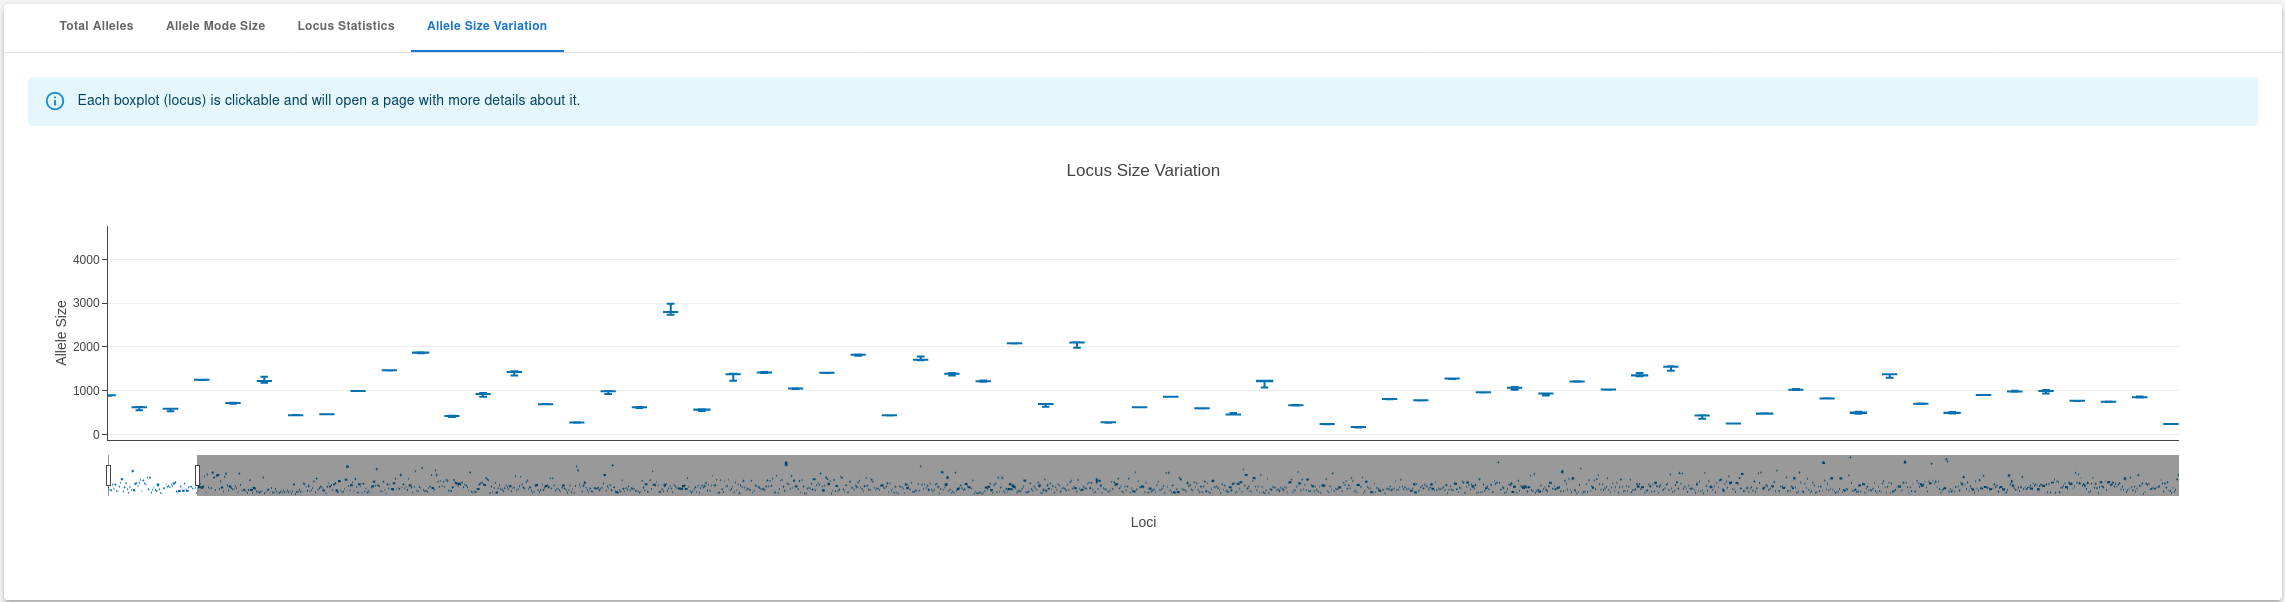 Total Alleles Allele Mode Size Locus Statistics Allele Size Variation
Each boxplot (locus) is clickable and will open a page with more details about it.
Locus Size Variation
Allele Size
4000
3000
2000
1000
0
Loci